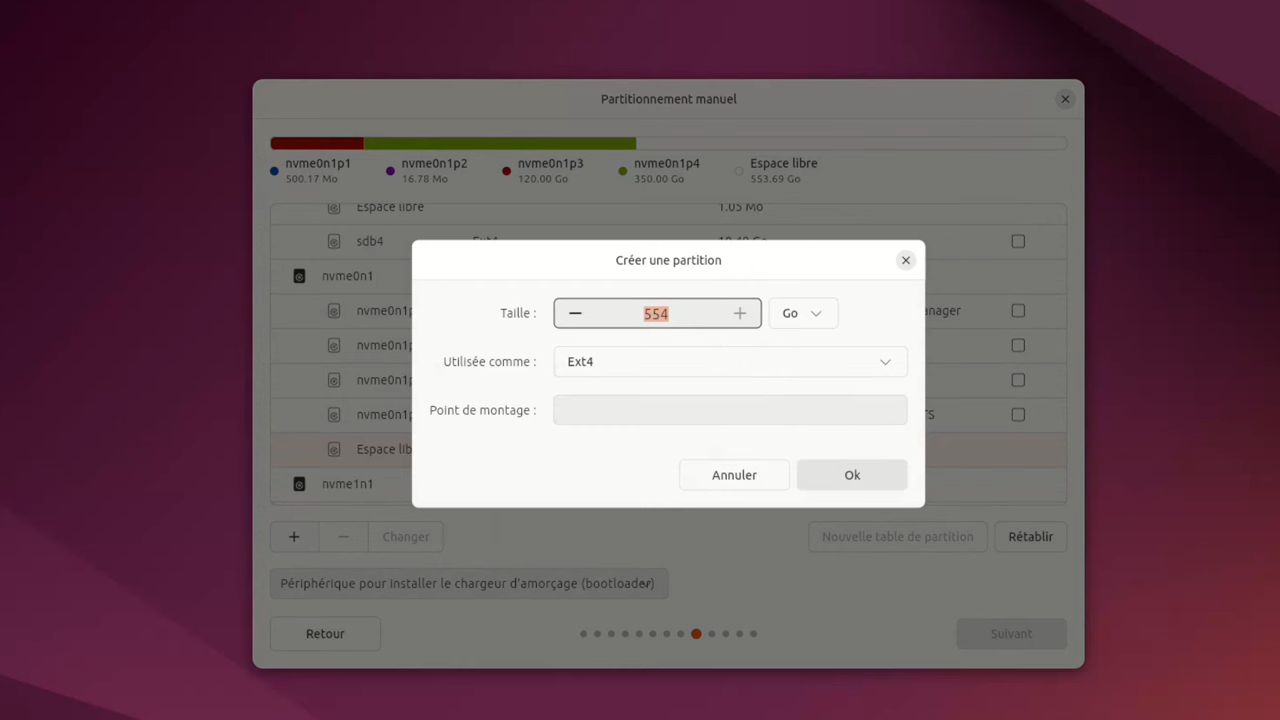 Partitionnement manuel
nvme0n1p1 nvme0n1p2 nvme0n1p3 nvme0n1p4 Espace libre
500.17 Mo 16.78 Mo 120.00 Go 350.00 Go 553.69 Go
Espace libre 1.05 Mo
sdb4 Ext4
nvme0n1
Créer une partition
Taille : 554 Go
Utilisée comme : Ext4
Point de montage :
Annuler Ok
nvme1n1
Changer Nouvelle table de partition Rétablir
Périphérique pour installer le chargeur d'amorçage (bootloader)
Retour Suivant